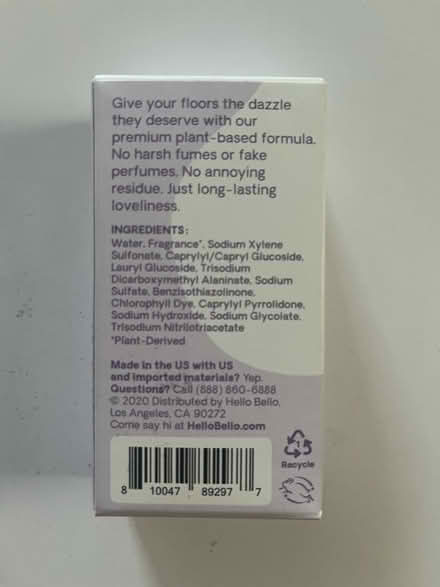 Give your floors the dazzle
they deserve with our
premium plant-based formula.
No harsh fumes or fake
perfumes. No annoying
residue. Just long-lasting
loveliness.
INGREDIENTS:
Water, Fragrance*, Sodium Xylene
Sulfonate, Caprylyl/Capryl Glucoside,
Lauryl Glucoside, Trisodium
Dicarboxymethyl Alaninate, Sodium
Sulfate, Benzisothiazolinone,
Chlorophyll Dye, Caprylyl Pyrrolidone,
Sodium Hydroxide, Sodium Glycolate,
Trisodium Nitrilotriacetate
*Plant-Derived
Made in the US with US
and imported materials? Yep.
Questions? Call (888) 860-6888
© 2020 Distributed by Hello Bello,
Los Angeles, CA 90272
Come say hi at HelloBello.com
1
Recycle
8 10047 89297 7